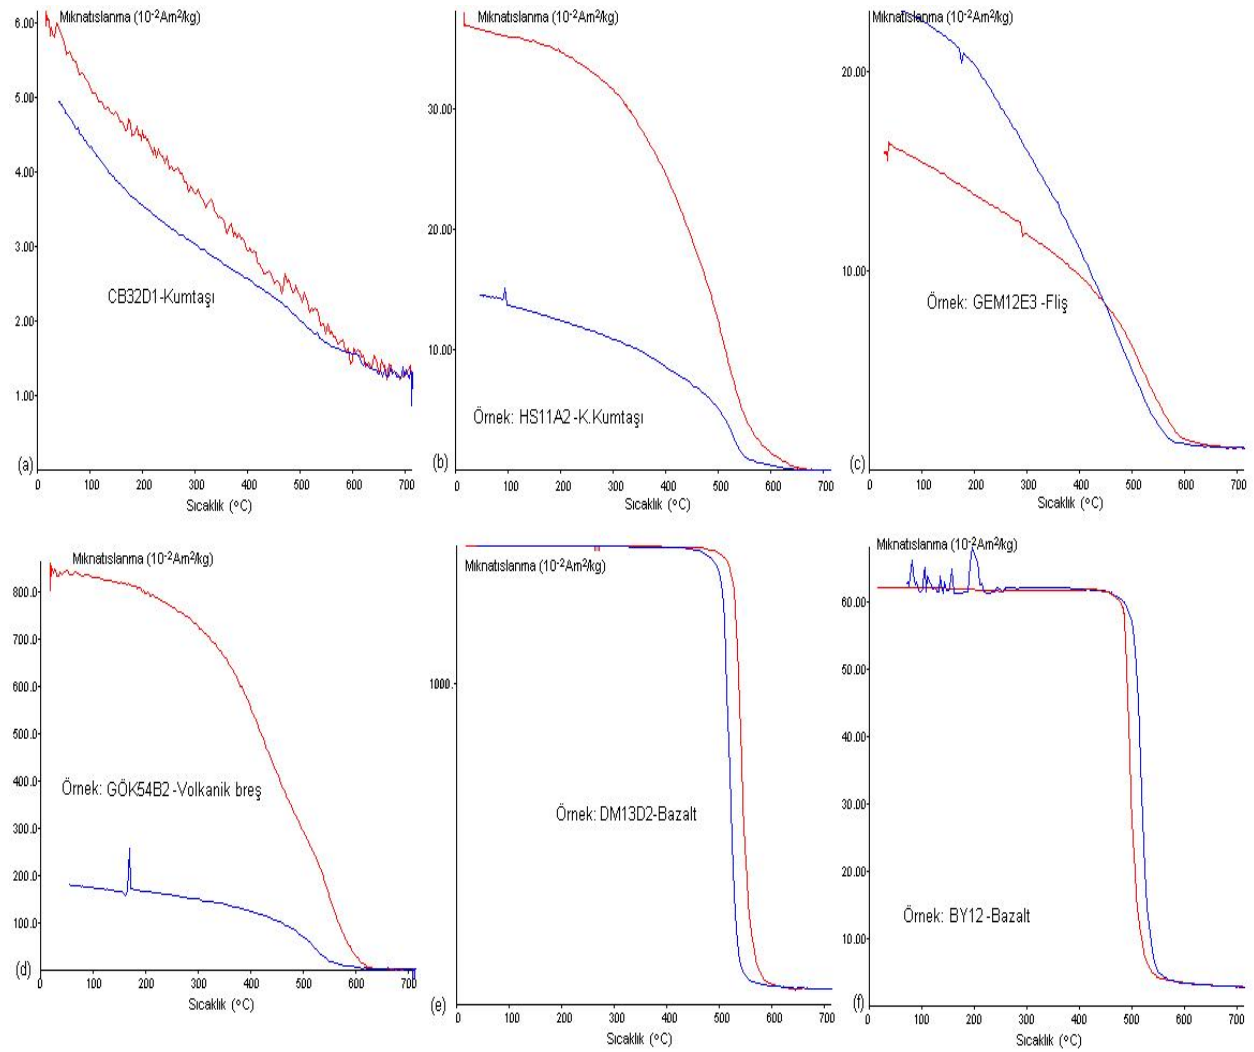 Mıknatıslanma (10⁻²Am²/kg)
6.00
5.00
4.00
3.00
2.00
1.00
CB32D1-Kumtaşı
(a)
0 100 200 300 400 500 600 700
Sıcaklık (°C)
Mıknatıslanma (10⁻²Am²/kg)
30.00
20.00
10.00
Örnek: HS11A2 -K.Kumtaşı
(b)
0 100 200 300 400 500 600 700
Sıcaklık (°C)
Mıknatıslanma (10⁻²Am²/kg)
20.00
10.00
Örnek: GEM12E3 -Fliş
(c)
0 100 200 300 400 500 600 700
Sıcaklık (°C)
Mıknatıslanma (10⁻²Am²/kg)
800.0
700.0
600.0
500.0
400.0
300.0
200.0
100.0
Örnek: GÖK54B2 -Volkanik breş
(d)
0 100 200 300 400 500 600 700
Sıcaklık (°C)
Mıknatıslanma (10⁻²Am²/kg)
1000.
Örnek: DM13D2-Bazalt
(e)
0 100 200 300 400 500 600 700
Sıcaklık (°C)
Mıknatıslanma (10⁻²Am²/kg)
60.00
50.00
40.00
30.00
20.00
10.00
Örnek: BY12 -Bazalt
(f)
0 100 200 300 400 500 600 700
Sıcaklık (°C)